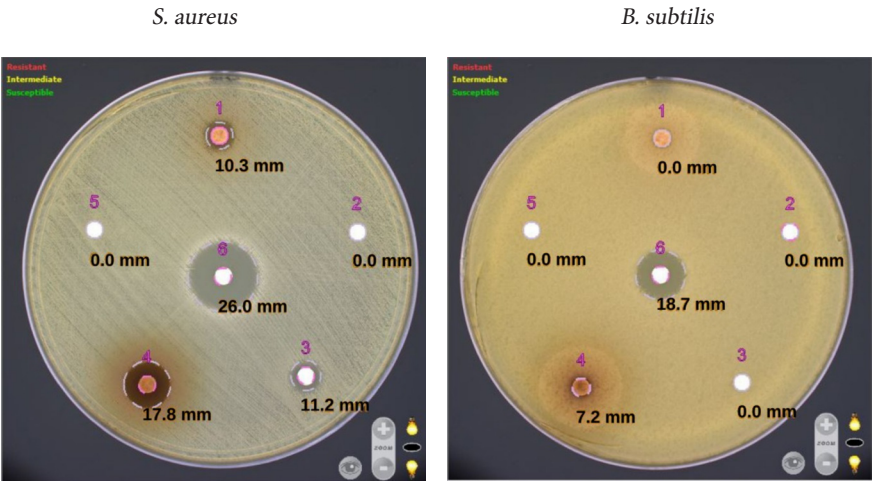 S. aureus
B. subtilis
Resistant
Intermediate
Susceptible
1
10.3 mm
5
0.0 mm
2
0.0 mm
6
26.0 mm
4
17.8 mm
3
11.2 mm
ZOOM
Resistant
Intermediate
Susceptible
1
0.0 mm
5
0.0 mm
2
0.0 mm
6
18.7 mm
4
7.2 mm
3
0.0 mm
ZOOM